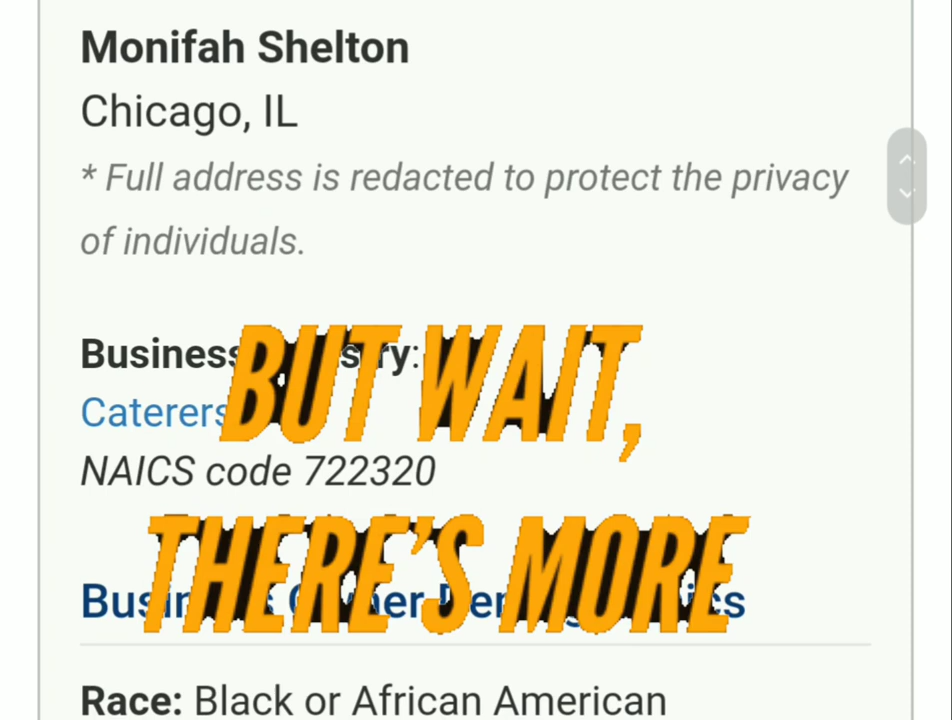 Monifah Shelton
Chicago, IL
* Full address is redacted to protect the privacy
of individuals.
BUT WAIT,
Caterers
NAICS code 722320
THERE'S MORE
Race: Black or African American